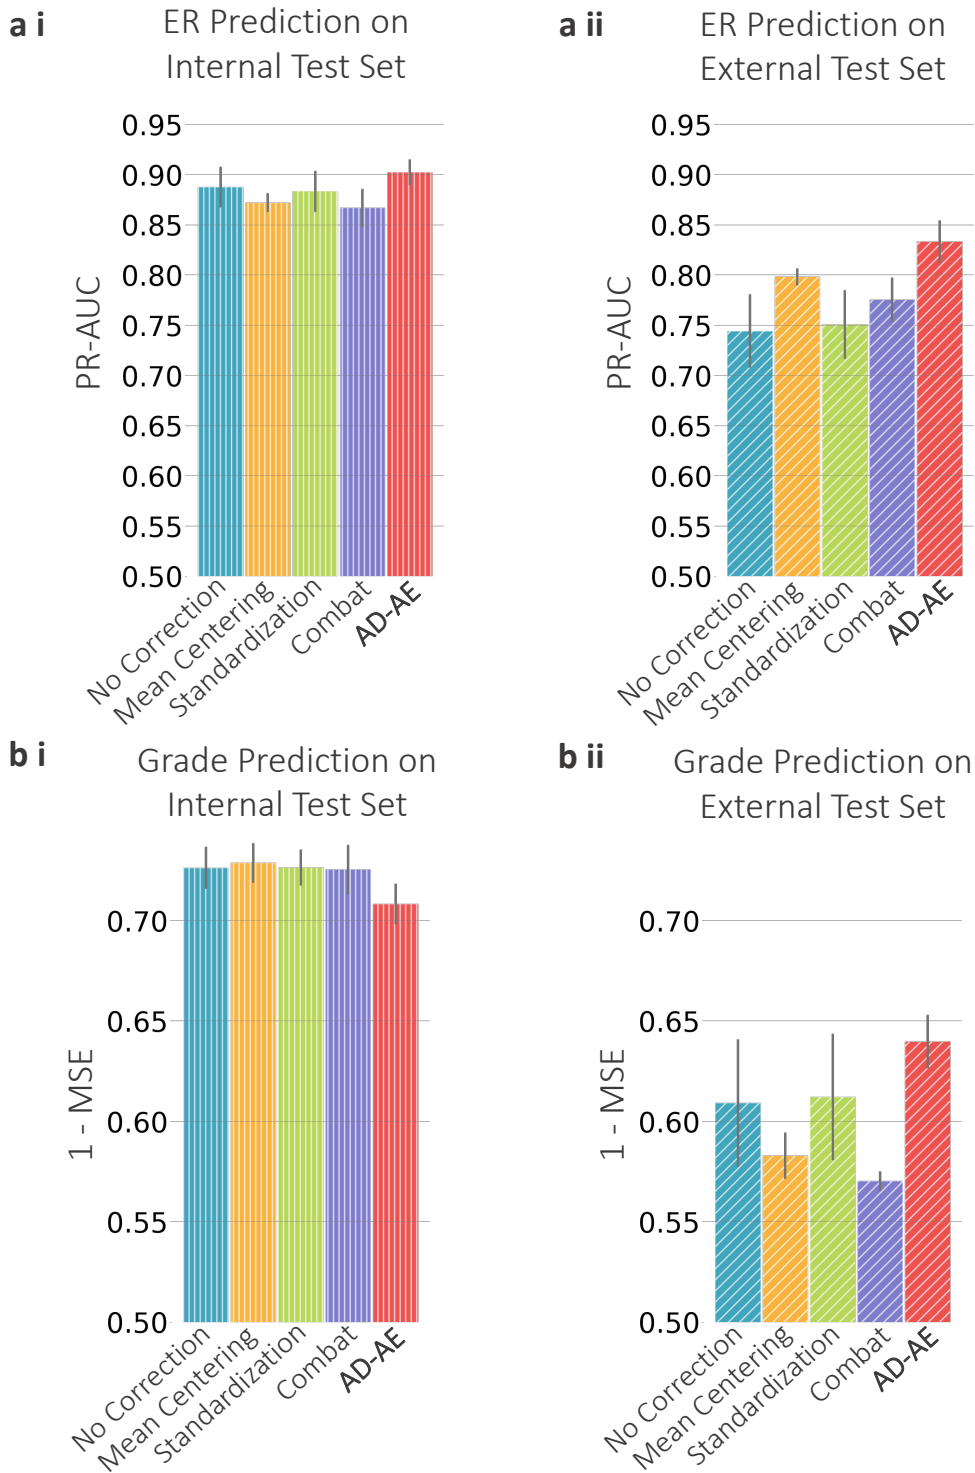 a i
ER Prediction on
Internal Test Set
0.95
0.90
0.85
0.80
0.75
0.70
0.65
0.60
0.55
0.50
PR-AUC
No Correction
Mean Centering
Standardization
Combat
AD-AE
a ii
ER Prediction on
External Test Set
0.95
0.90
0.85
0.80
0.75
0.70
0.65
0.60
0.55
0.50
PR-AUC
No Correction
Mean Centering
Standardization
Combat
AD-AE
b i
Grade Prediction on
Internal Test Set
0.70
0.65
0.60
0.55
0.50
1 - MSE
No Correction
Mean Centering
Standardization
Combat
AD-AE
b ii
Grade Prediction on
External Test Set
0.70
0.65
0.60
0.55
0.50
1 - MSE
No Correction
Mean Centering
Standardization
Combat
AD-AE